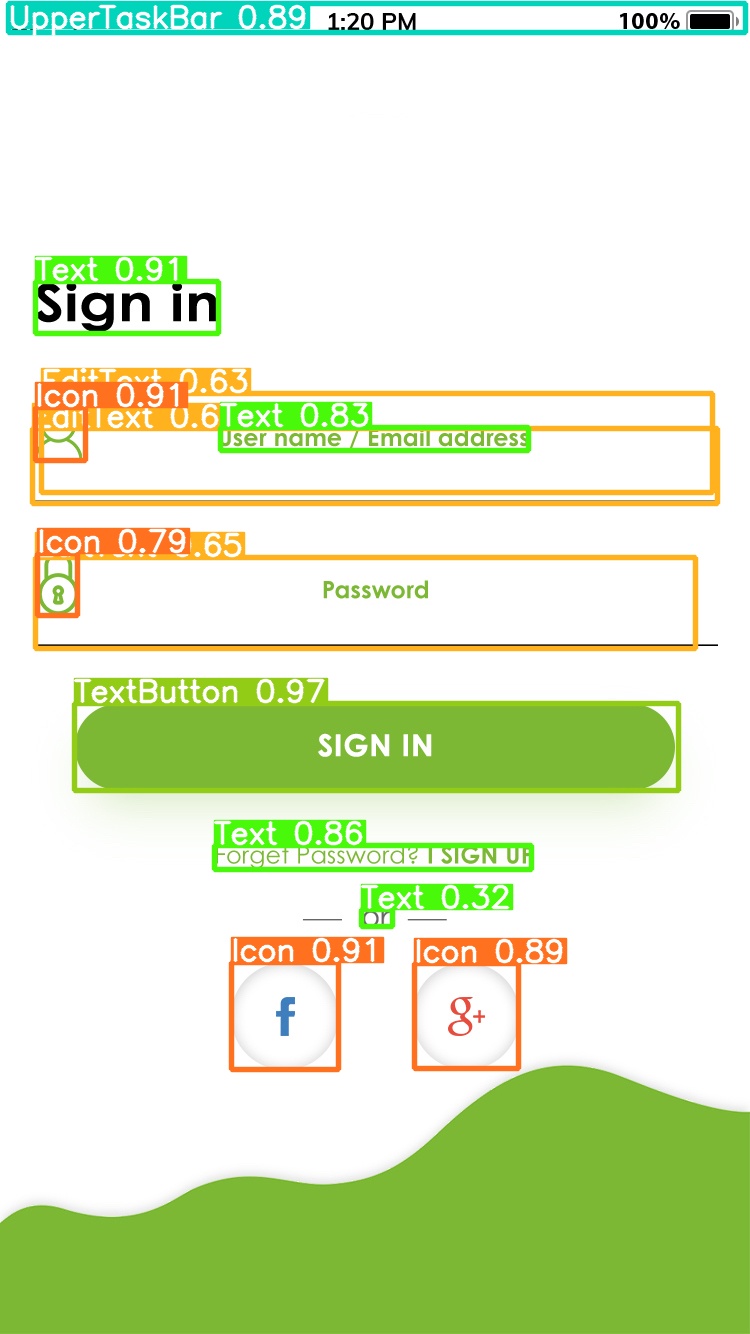 UpperTaskBar 0.89 1:20 PM 100%
Text 0.91
Sign in
EditText 0.63
Icon 0.91
EditText 0.6 Text 0.83
User name / Email address
Icon 0.79 .65
Password
TextButton 0.97
SIGN IN
Text 0.86
Forget Password? I SIGN UP
Text 0.32
or
Icon 0.91 Icon 0.89
f g+